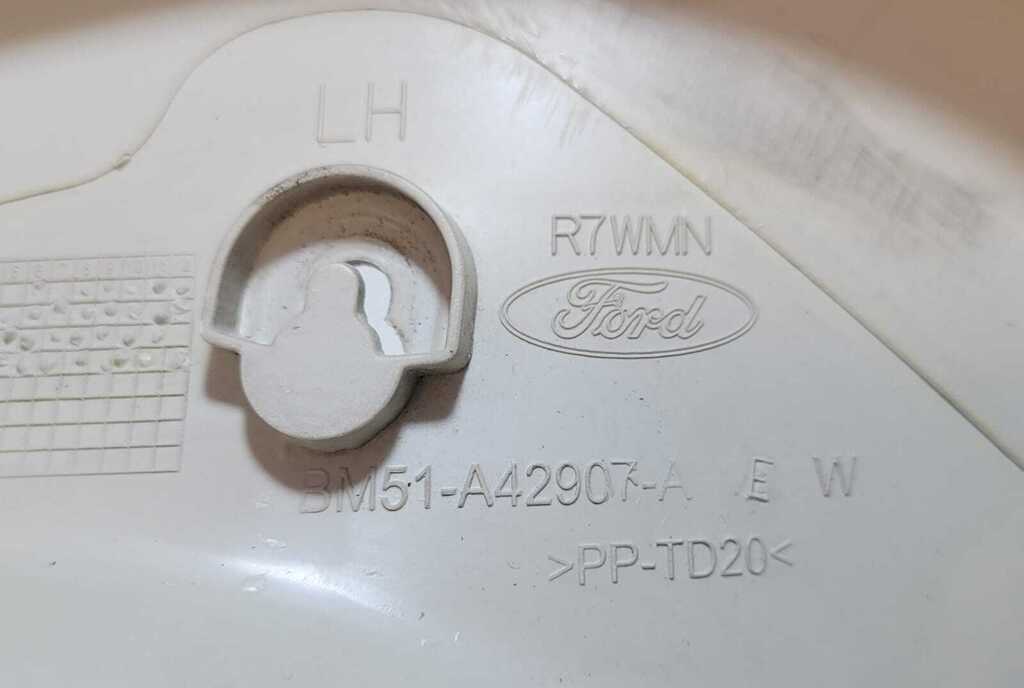 LH
R7WMN
Ford
BM51-A42907-A E W
>PP-TD20<